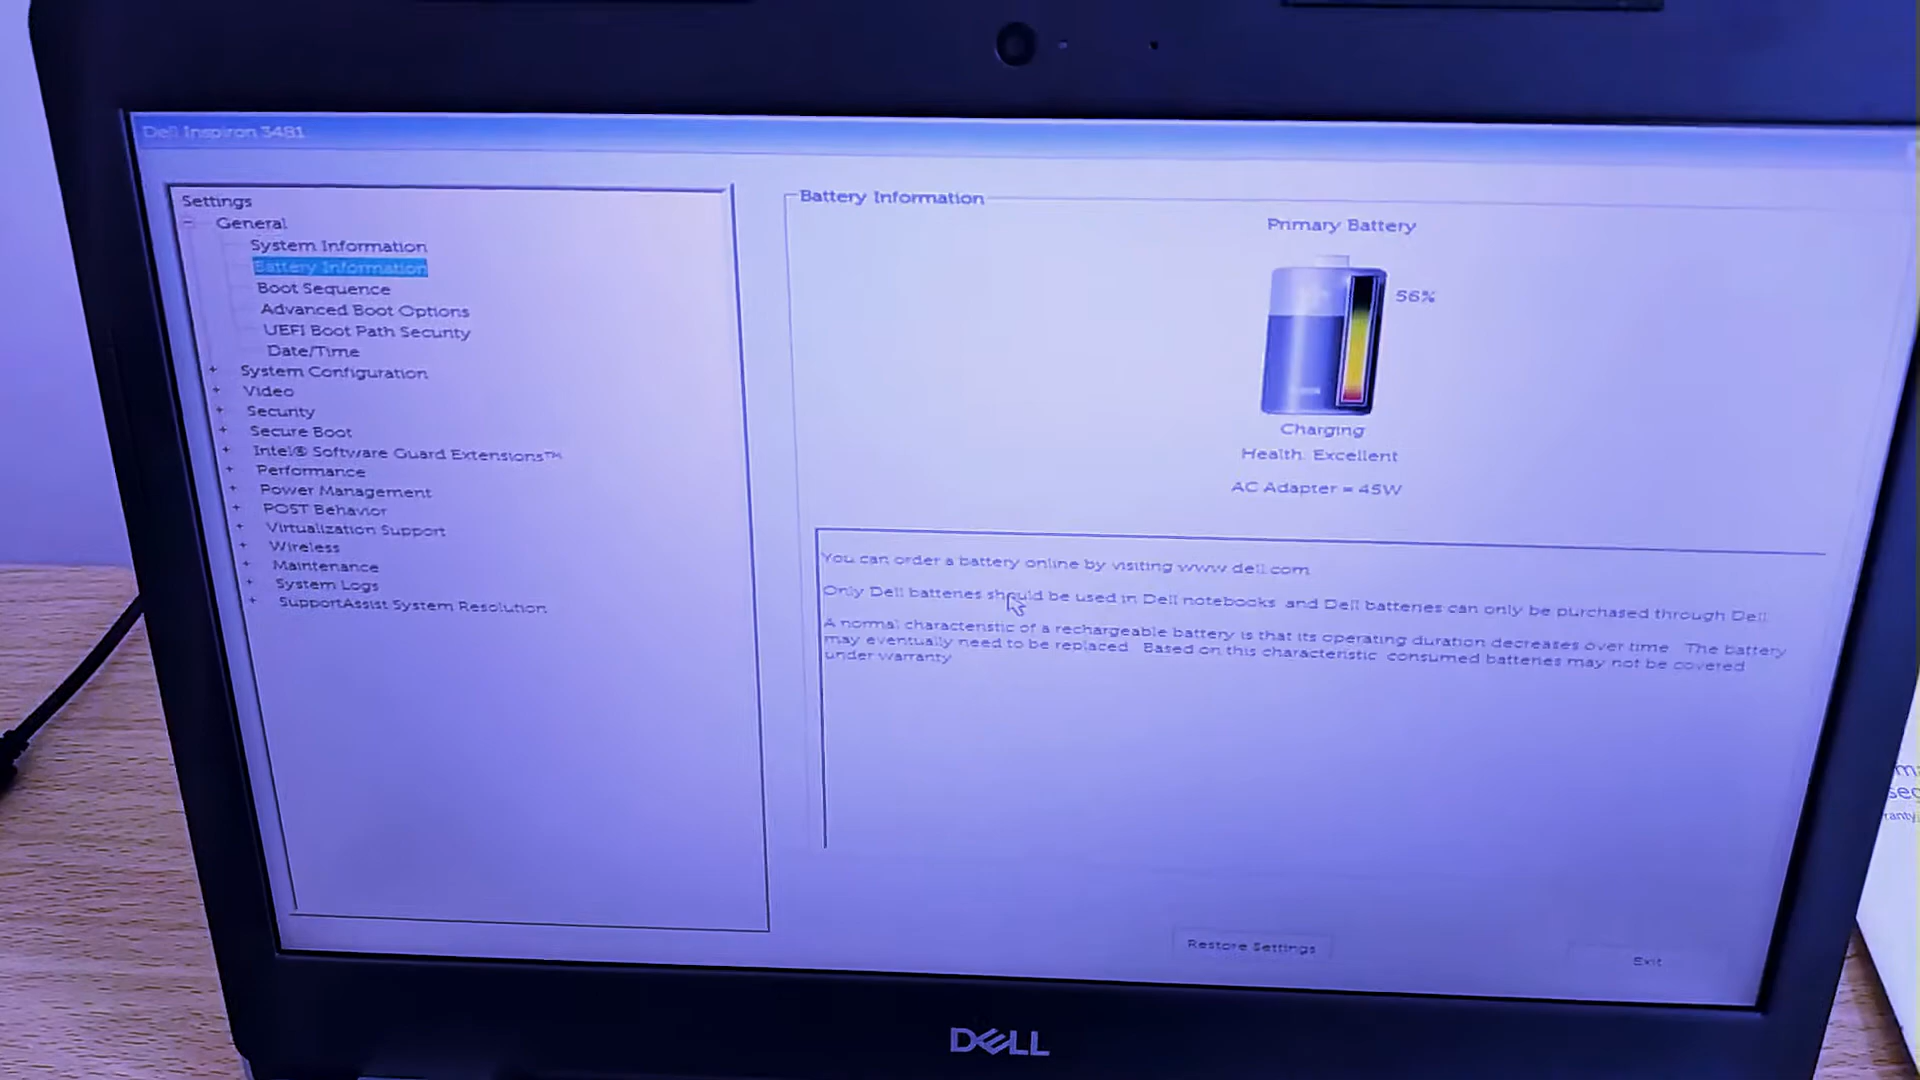 Dell Inspiron 3481
Settings
General
System Information
Battery Information
Boot Sequence
Advanced Boot Options
UEFI Boot Path Security
Date/Time
System Configuration
Video
Security
Secure Boot
Intel® Software Guard Extensions™
Performance
Power Management
POST Behavior
Virtualization Support
Wireless
Maintenance
System Logs
SupportAssist System Resolution
Battery Information
Primary Battery
56%
Charging
Health: Excellent
AC Adapter = 45W
You can order a battery online by visiting www.dell.com.
Only Dell batteries should be used in Dell notebooks and Dell batteries can only be purchased through Dell
A normal characteristic of a rechargeable battery is that its operating duration decreases over time. The battery
may eventually need to be replaced. Based on this characteristic consumed batteries may not be covered
under warranty
Restore Settings
Exit
DELL